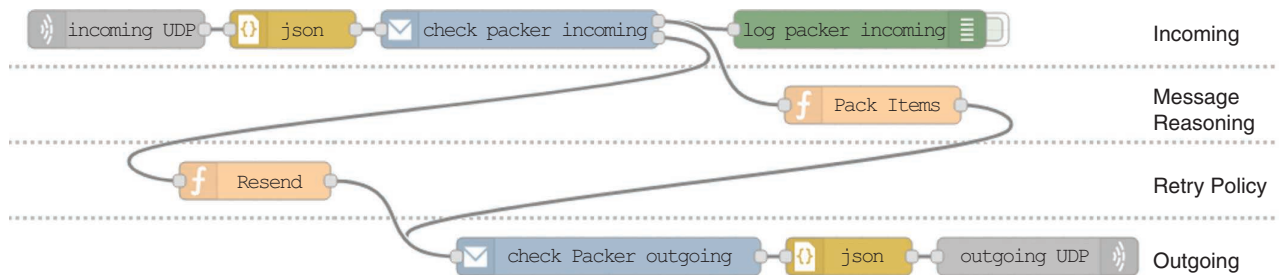 incoming UDP
json
check packer incoming
log packer incoming
Incoming
Pack Items
Message
Reasoning
Resend
Retry Policy
check Packer outgoing
json
outgoing UDP
Outgoing